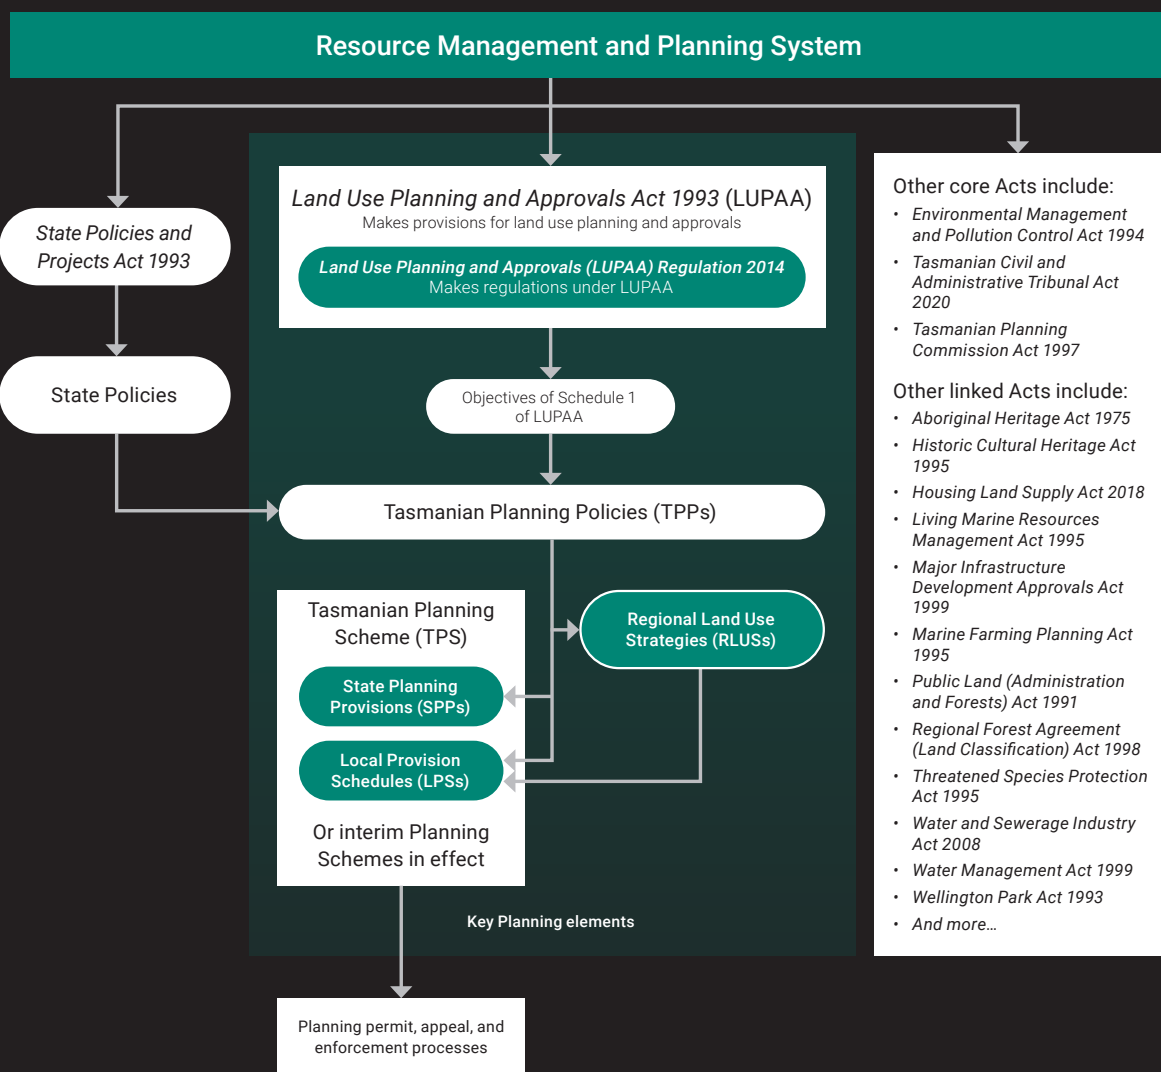 Resource Management and Planning System
State Policies and
Projects Act 1993
State Policies
Land Use Planning and Approvals Act 1993 (LUPAA)
Makes provisions for land use planning and approvals
Land Use Planning and Approvals (LUPAA) Regulation 2014
Makes regulations under LUPAA
Objectives of Schedule 1
of LUPAA
Tasmanian Planning Policies (TPPs)
Tasmanian Planning
Scheme (TPS)
State Planning
Provisions (SPPs)
Local Provision
Schedules (LPSs)
Or interim Planning
Schemes in effect
Regional Land Use
Strategies (RLUSs)
Key Planning elements
Planning permit, appeal, and
enforcement processes
Other core Acts include:
• Environmental Management
and Pollution Control Act 1994
• Tasmanian Civil and
Administrative Tribunal Act
2020
• Tasmanian Planning
Commission Act 1997
Other linked Acts include:
• Aboriginal Heritage Act 1975
• Historic Cultural Heritage Act
1995
• Housing Land Supply Act 2018
• Living Marine Resources
Management Act 1995
• Major Infrastructure
Development Approvals Act
1999
• Marine Farming Planning Act
1995
• Public Land (Administration
and Forests) Act 1991
• Regional Forest Agreement
(Land Classification) Act 1998
• Threatened Species Protection
Act 1995
• Water and Sewerage Industry
Act 2008
• Water Management Act 1999
• Wellington Park Act 1993
• And more…